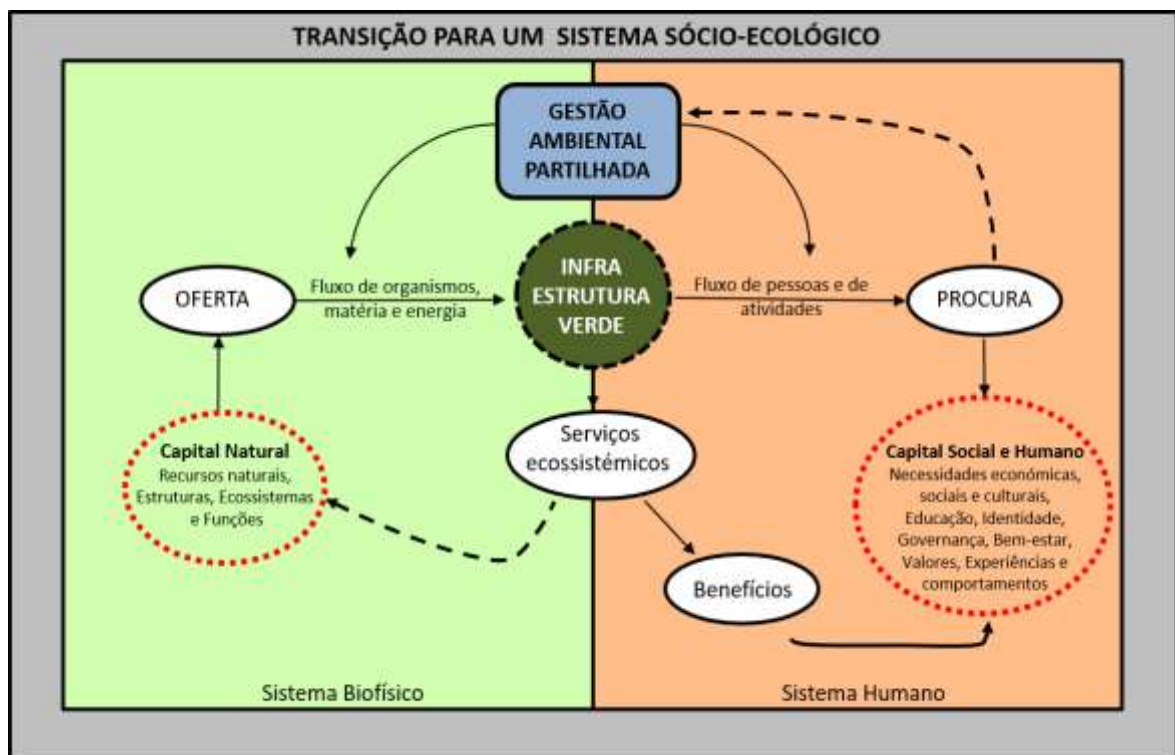 TRANSIÇÃO PARA UM SISTEMA SÓCIO-ECOLÓGICO
GESTÃO
AMBIENTAL
PARTILHADA
OFERTA
Fluxo de organismos,
matéria e energia
INFRA
ESTRUTURA
VERDE
Fluxo de pessoas e de
atividades
PROCURA
Capital Natural
Recursos naturais,
Estruturas, Ecossistemas
e Funções
Serviços
ecossistémicos
Capital Social e Humano
Necessidades económicas,
sociais e culturais,
Educação, Identidade,
Governança, Bem-estar,
Valores, Experiências e
comportamentos
Benefícios
Sistema Biofísico
Sistema Humano